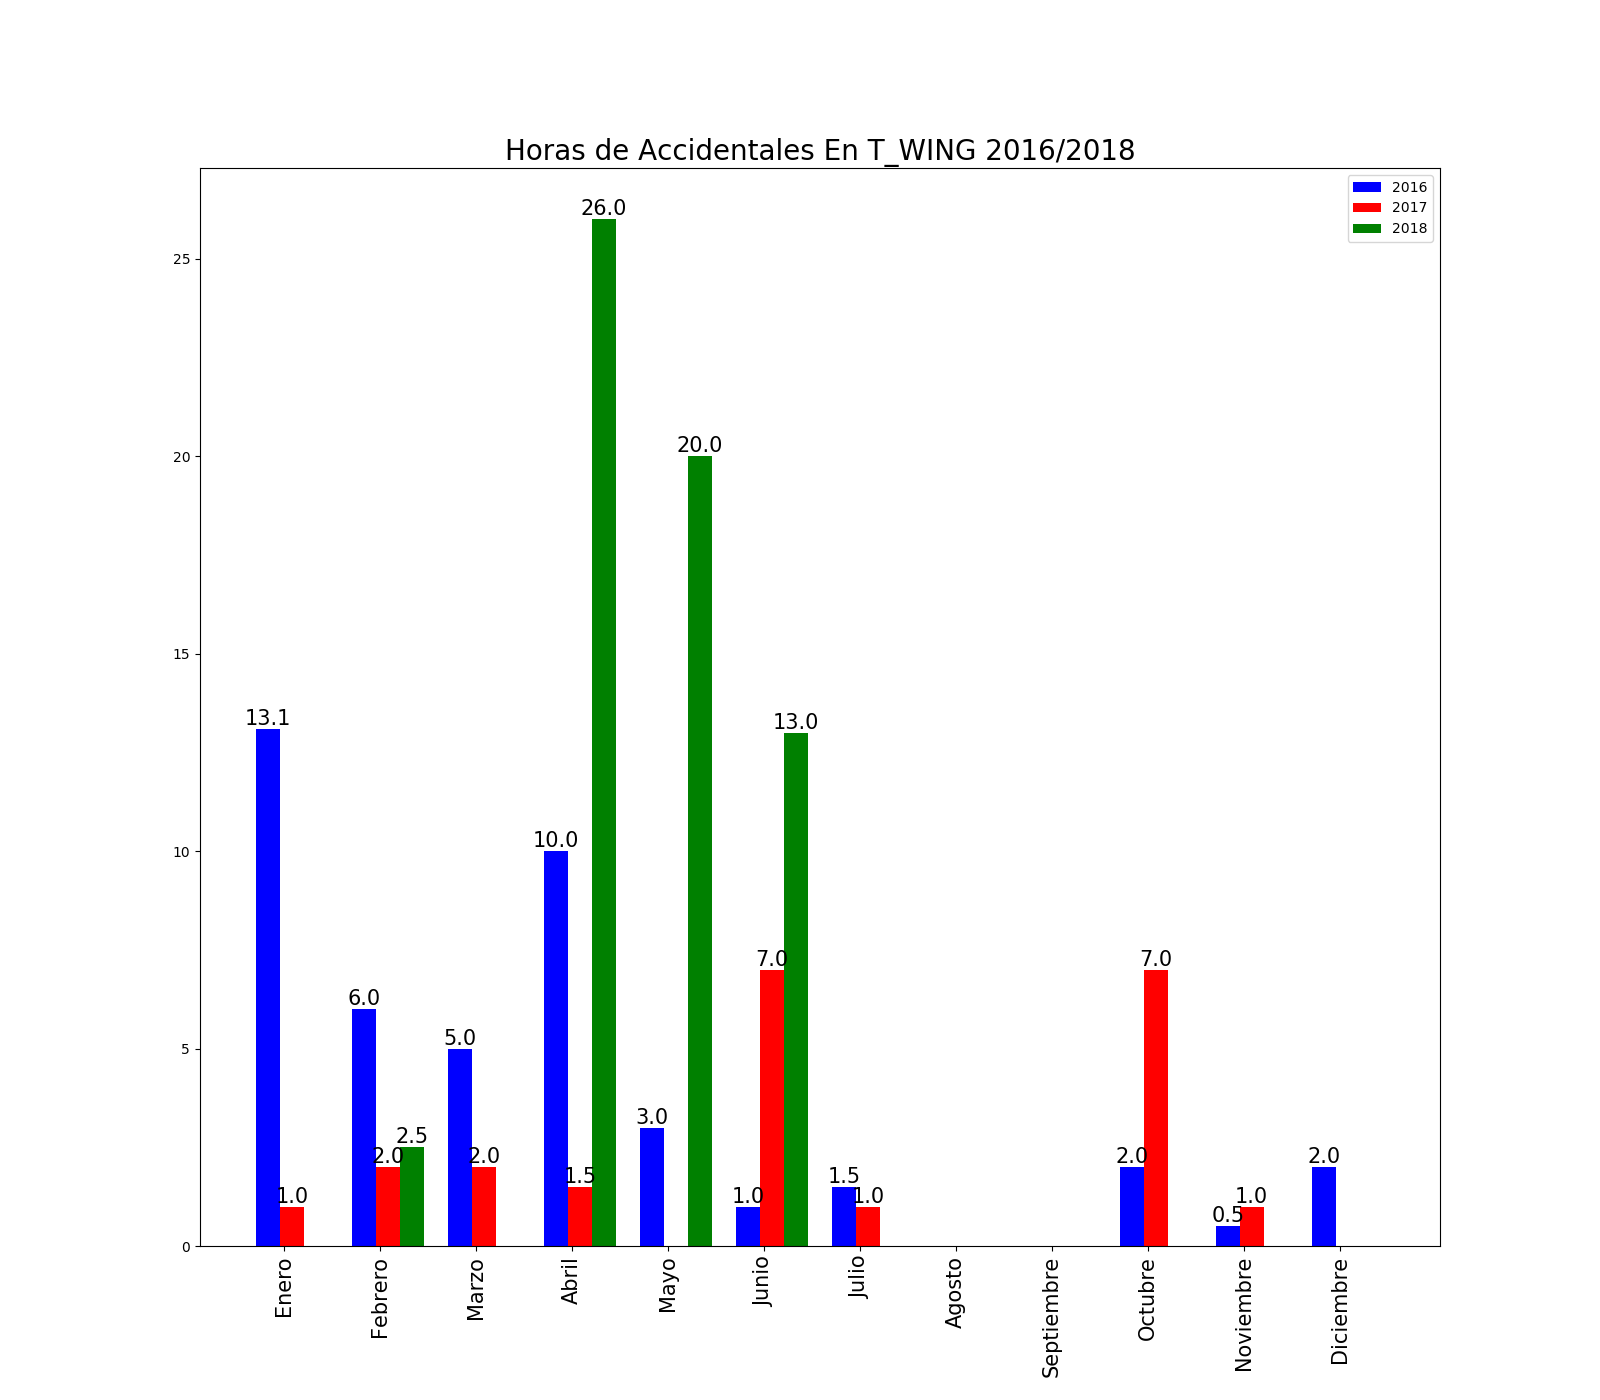 Horas de Accidentales En T_WING 2016/2018
2016
2017
2018
25
20
15
10
5
0
13.1
1.0
6.0
2.0
2.5
5.0
2.0
10.0
1.5
26.0
3.0
20.0
1.0
7.0
13.0
1.5
1.0
2.0
7.0
0.5
1.0
2.0
Enero
Febrero
Marzo
Abril
Mayo
Junio
Julio
Agosto
Septiembre
Octubre
Noviembre
Diciembre